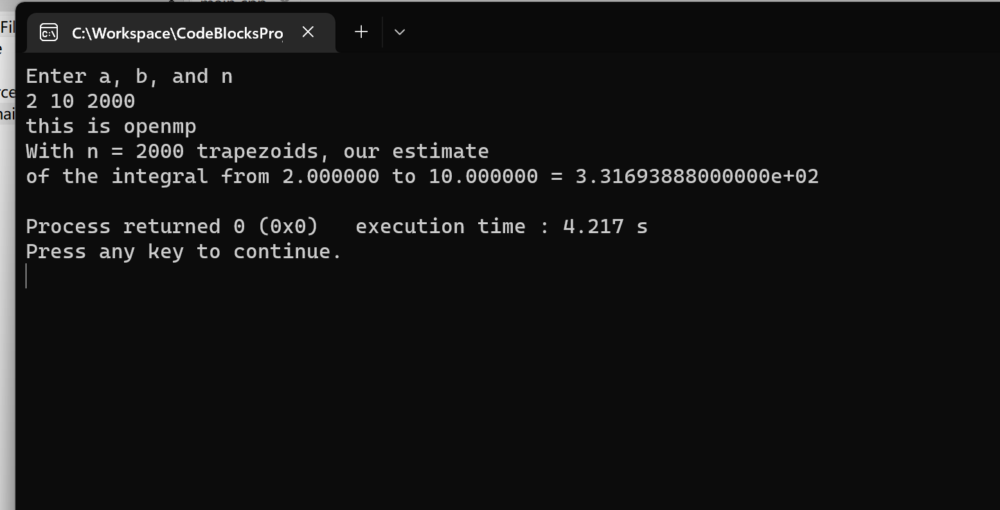 C:\Workspace\CodeBlocksPro
Enter a, b, and n
2 10 2000
this is openmp
With n = 2000 trapezoids, our estimate
of the integral from 2.000000 to 10.000000 = 3.31693888000000e+02
Process returned 0 (0x0)   execution time : 4.217 s
Press any key to continue.